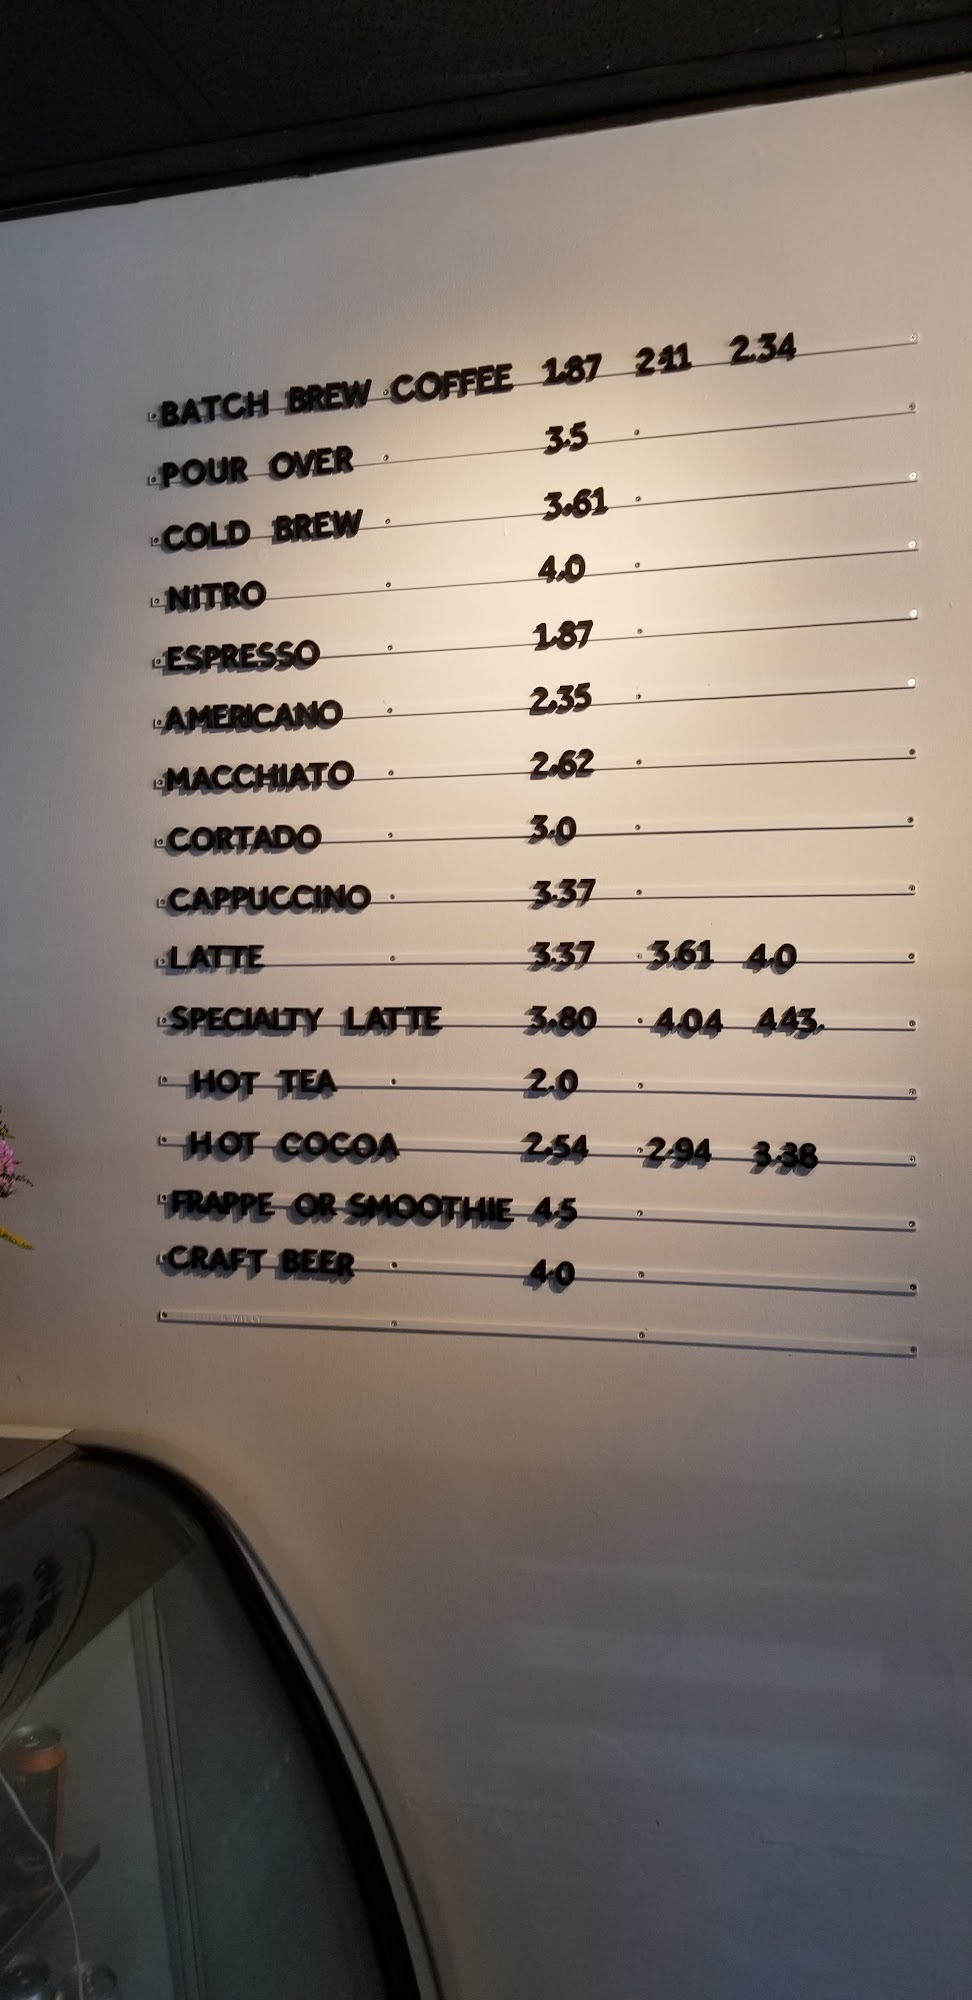 BATCH BREW COFFEE 1.87 2.11 2.34
POUR OVER 3.5
COLD BREW 3.61
NITRO 4.0
ESPRESSO 1.87
AMERICANO 2.35
MACCHIATO 2.62
CORTADO 3.0
CAPPUCCINO 3.37
LATTE 3.37 3.61 4.0
SPECIALTY LATTE 3.80 4.04 443.
HOT TEA 2.0
HOT COCOA 2.54 2.94 3.38
FRAPPE OR SMOOTHIE 4.5
CRAFT BEER 4.0